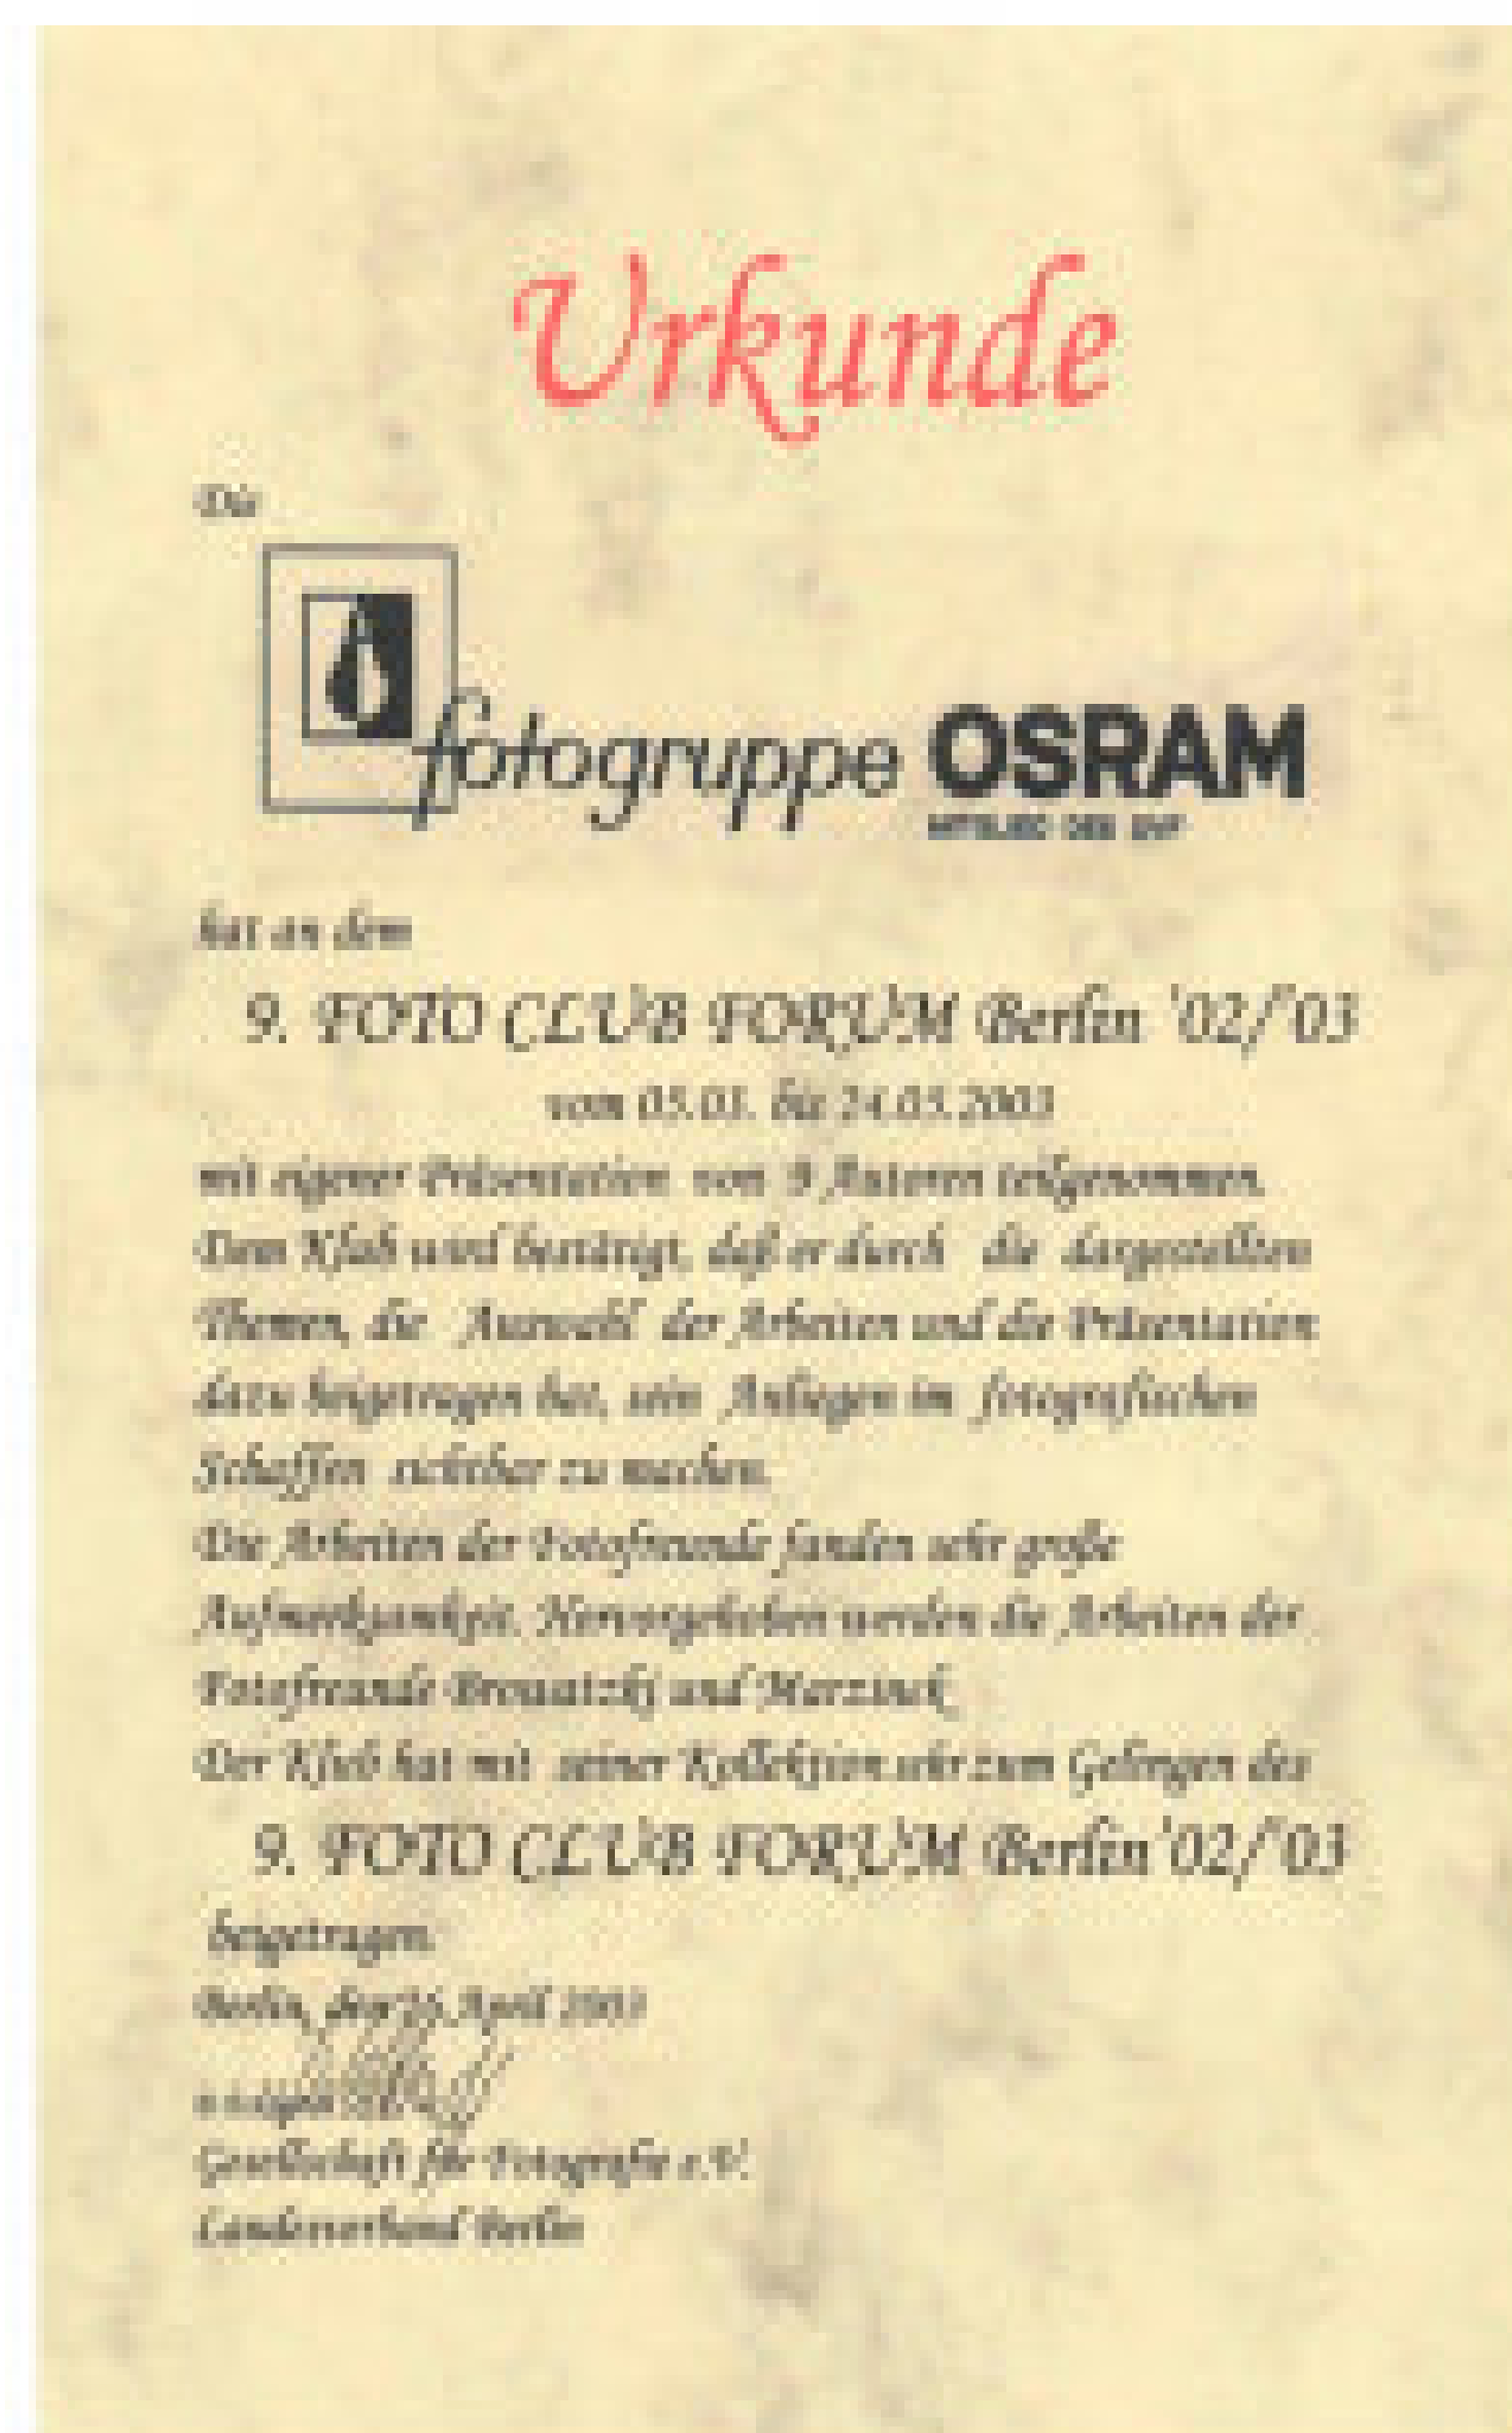 Urkunde
Die
fotogruppe OSRAM
MITGLIED DES DVF
hat an dem
9. FOTO CLUB FORUM Berlin '02/'03
vom 05.03. bis 24.03.2003
mit eigener Präsentation von 9 Autoren teilgenommen.
Dem Klub wird bestätigt, daß er durch die dargestellten
Themen, die Auswahl der Arbeiten und die Präsentation
dazu beigetragen hat, sein Anliegen im fotografischen
Schaffen sichtbar zu machen.
Die Arbeiten der Fotofreunde fanden sehr große
Aufmerksamkeit. Hervorgehoben werden die Arbeiten der
Fotofreunde und
Der Klub hat mit seiner Kollektion sehr zum Gelingen des
9. FOTO CLUB FORUM Berlin '02/'03
beigetragen.
Berlin, den April 2003
Gesellschaft für Fotografie e.V.
Landesverband Berlin